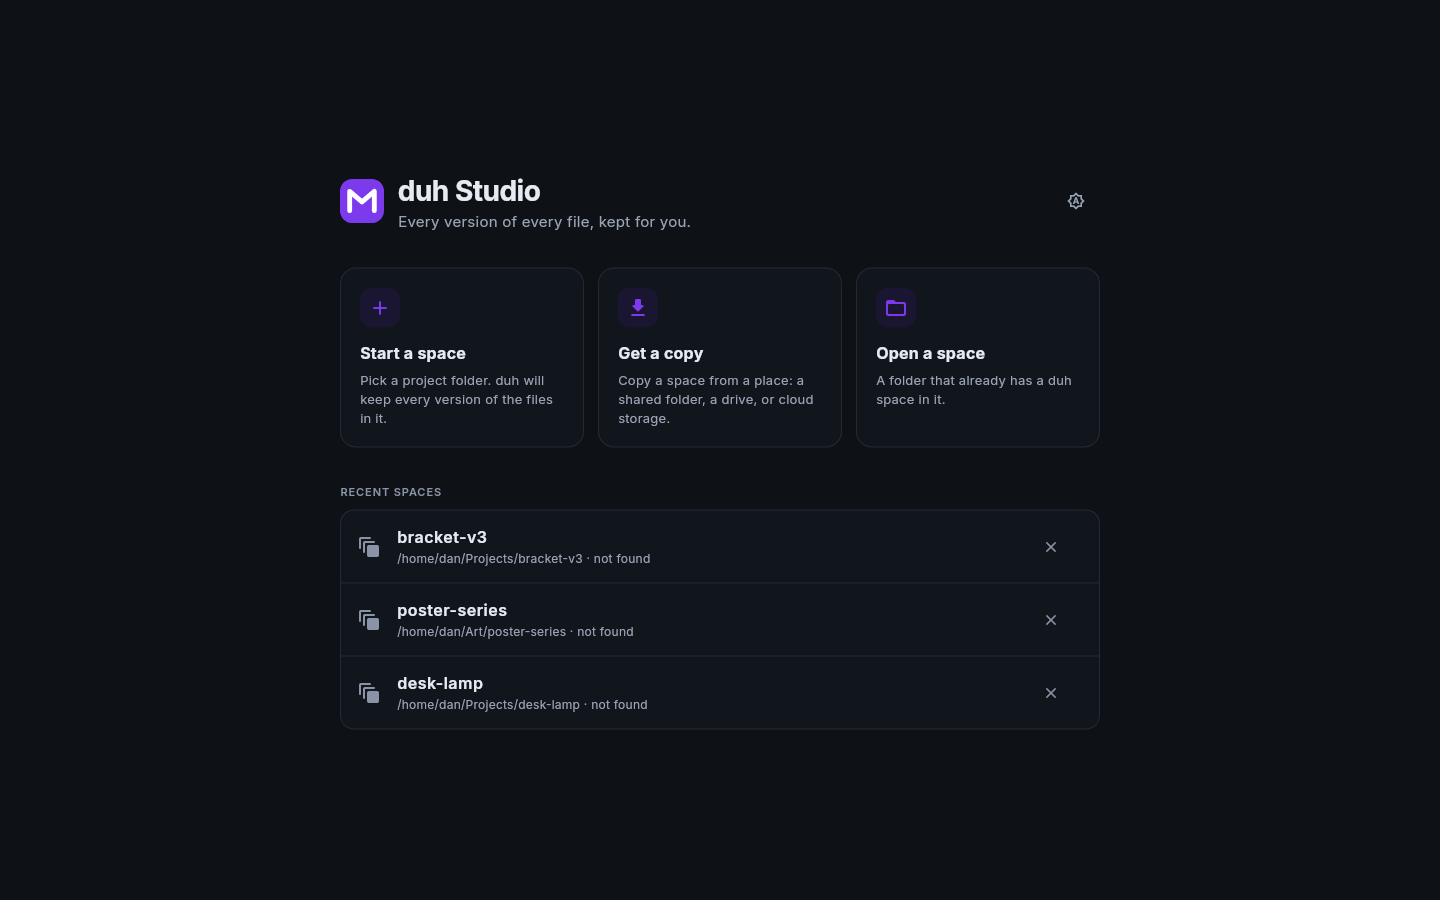 M
duh Studio
Every version of every file, kept for you.
A
Start a space
Pick a project folder. duh will
keep every version of the files
in it.
Get a copy
Copy a space from a place: a
shared folder, a drive, or cloud
storage.
Open a space
A folder that already has a duh
space in it.
RECENT SPACES
bracket-v3
/home/dan/Projects/bracket-v3 · not found
poster-series
/home/dan/Art/poster-series · not found
desk-lamp
/home/dan/Projects/desk-lamp · not found